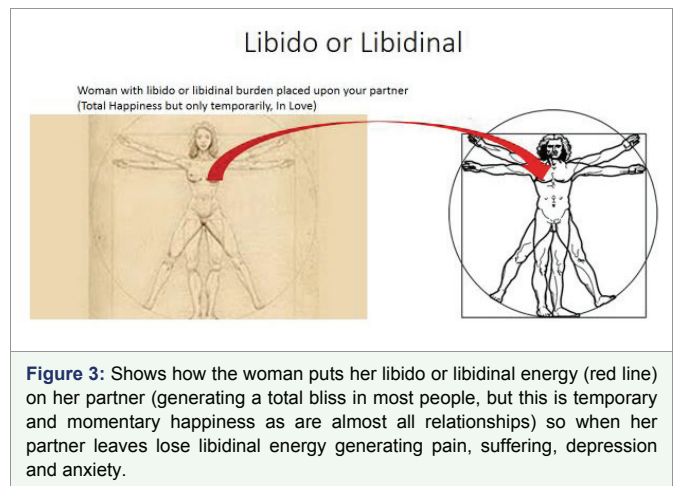 Libido or Libidinal
Woman with libido or libidinal burden placed upon your partner
(Total Happiness but only temporarily, In Love)
Figure 3: Shows how the woman puts her libido or libidinal energy (red line)
on her partner (generating a total bliss in most people, but this is temporary
and momentary happiness as are almost all relationships) so when her
partner leaves lose libidinal energy generating pain, suffering, depression
and anxiety.